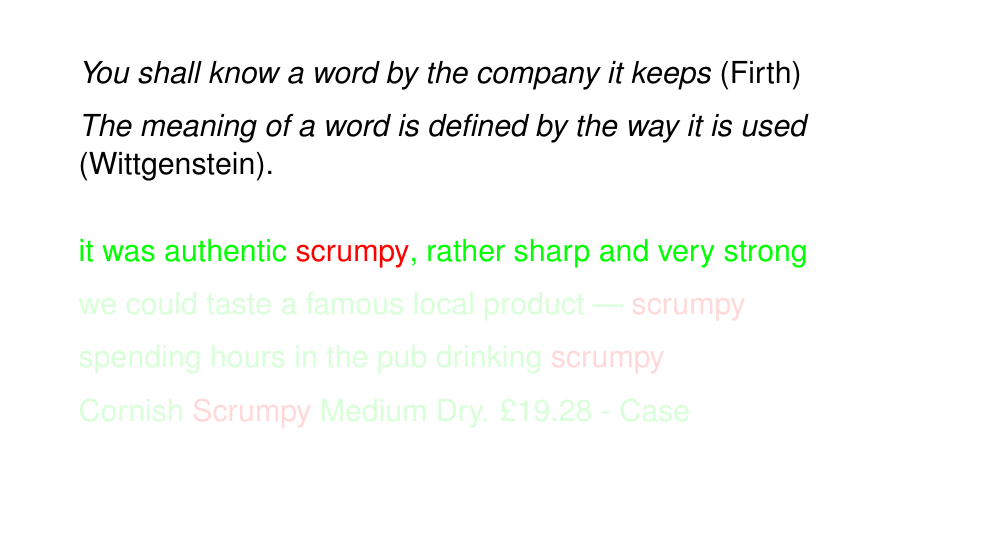 You shall know a word by the company it keeps (Firth)
The meaning of a word is defined by the way it is used
(Wittgenstein).
it was authentic scrumpy, rather sharp and very strong
we could taste a famous local product — scrumpy
spending hours in the pub drinking scrumpy
Cornish Scrumpy Medium Dry. £19.28 - Case